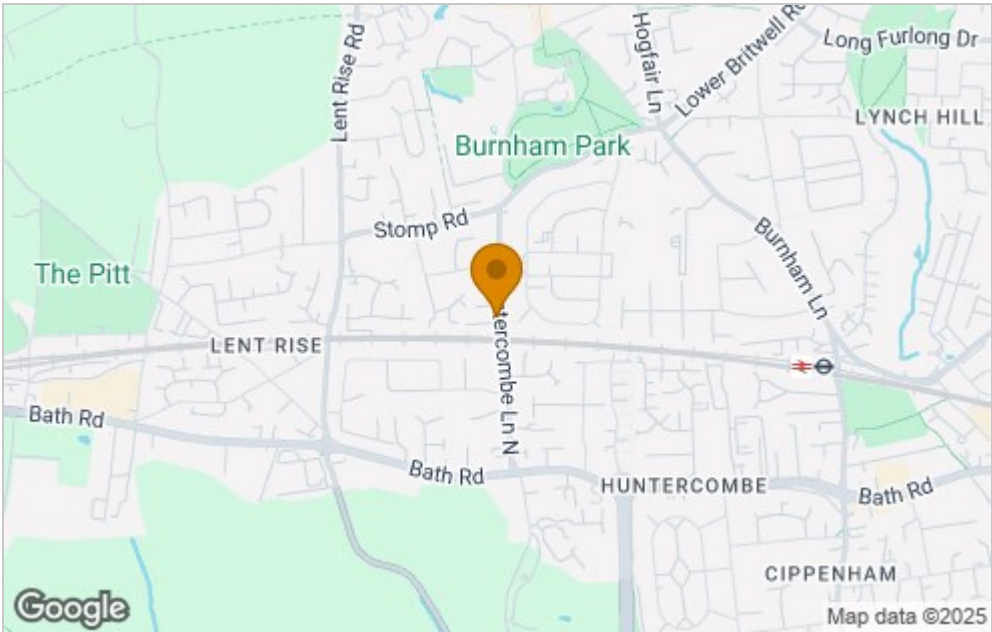 Lent Rise Rd
Hogfair Ln
Lower Britwell Rd
Long Furlong Dr
LYNCH HILL
Burnham Park
Stomp Rd
Burnham Ln
The Pitt
LENT RISE
tercombe Ln N
Bath Rd
Bath Rd
HUNTERCOMBE
Bath Rd
CIPPENHAM
Google
Map data ©2025